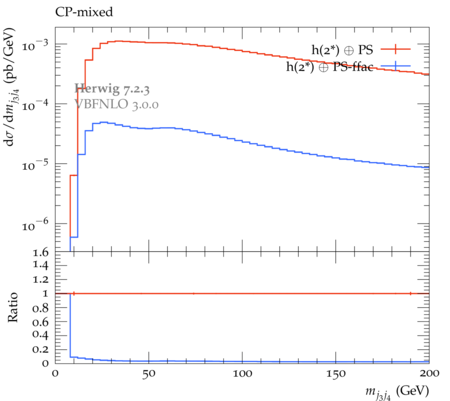 CP-mixed
h(2*) ⊕ PS
h(2*) ⊕ PS-ffac
Herwig 7.2.3
VBFNLO 3.0.0
dσ/dm_{j_3j_4} (pb/GeV)
10^{-3}
10^{-4}
10^{-5}
10^{-6}
1.6
1.4
1.2
1
0.8
0.6
0.4
0.2
0
Ratio
0 50 100 150 200
m_{j_3j_4} (GeV)